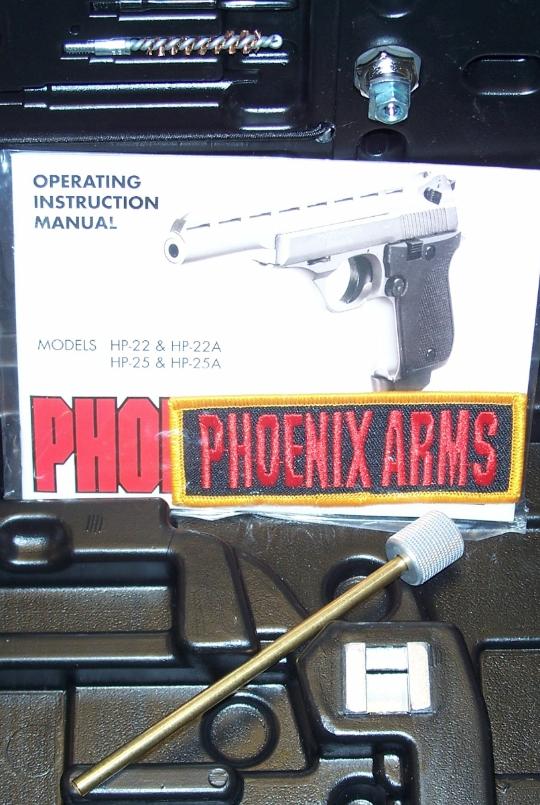 OPERATING
INSTRUCTION
MANUAL
MODELS HP-22 & HP-22A
HP-25 & HP-25A
PHO
PHOENIX ARMS